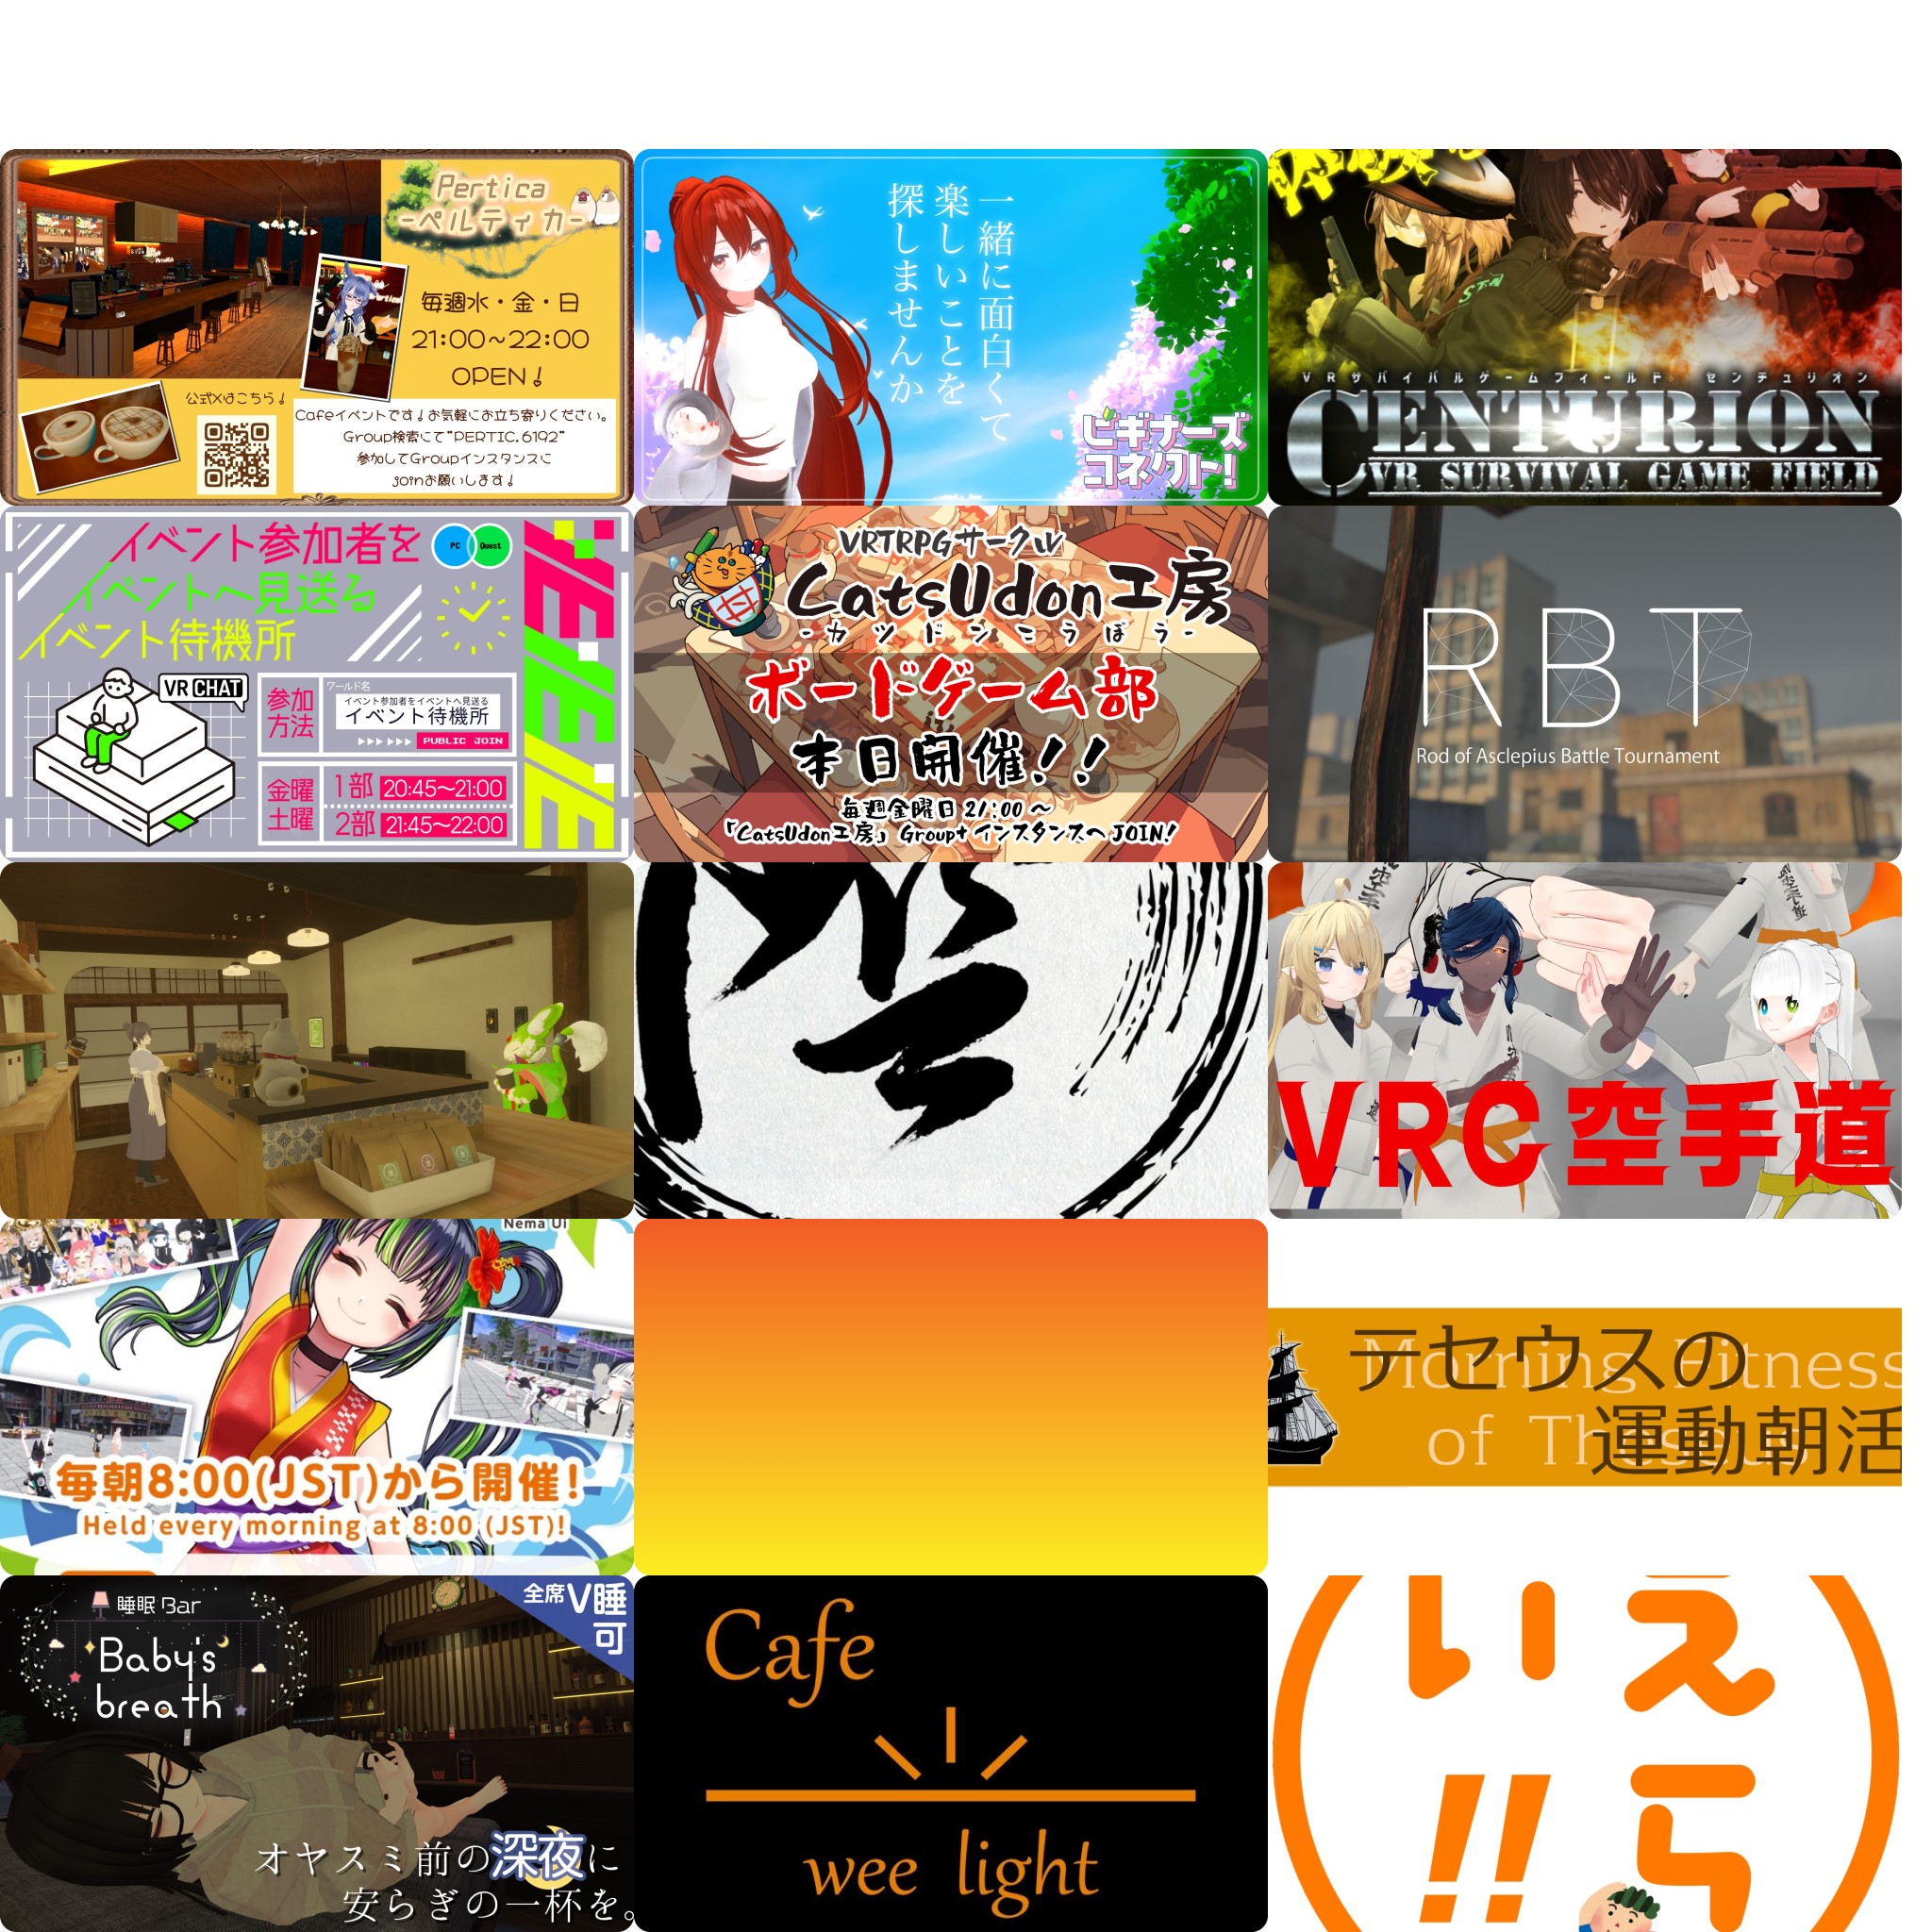 Pertica
-ペルティカ-
毎週水・金・日
21:00~22:00
OPEN!
公式Xはこちら!
Cafeイベントです!お気軽にお立ち寄りください。
Group検索にて"PERTIC.6192"
参加してGroupインスタンスに
joinお願いします!
一緒に面白くて
楽しいことを
探しませんか
ビギナーズ
コネクト!
VRサバイバルゲームフィールド センチュリオン
CENTURION
VR SURVIVAL GAME FIELD
イベント参加者を
イベントへ見送る
イベント待機所
PC
Quest
VRCHAT
参加方法
ワールド名
イベント参加者をイベントへ見送る
イベント待機所
PUBLIC JOIN
金曜
土曜
1部 20:45~21:00
2部 21:45~22:00
VRTRPGサークル
CatsUdon工房
-カツドンこうぼう-
ボードゲーム部
本日開催!!
毎週金曜日 21:00 ~
「CatsUdon工房」Group+インスタンスへJOIN!
RBT
Rod of Asclepius Battle Tournament
VRC空手道
Nema Ui
毎朝8:00(JST)から開催!
Held every morning at 8:00 (JST)!
テセウスの
運動朝活
Morning Fitness
睡眠Bar
Baby's
breath
全席V睡
可
オヤスミ前の深夜に
安らぎの一杯を。
Cafe
wee light
えら
い!!